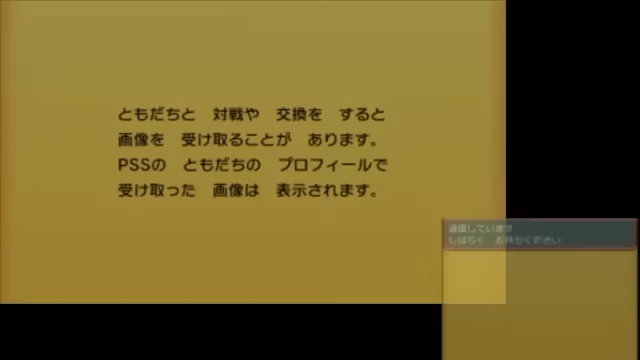 ともだちと　対戦や　交換を　すると
画像を　受け取ることが　あります。
PSSの　ともだちの　プロフィールで
受け取った　画像は　表示されます。
通信しています
しばらく　お待ちください